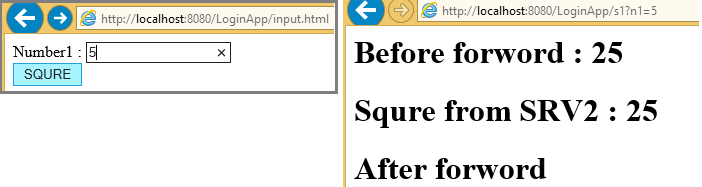 http://localhost:8080/LoginApp/input.html
Number1 : 5
SQURE
http://localhost:8080/LoginApp/s1?n1=5
Before forword : 25
Squre from SRV2 : 25
After forword